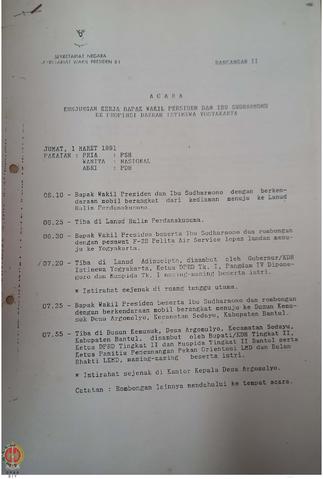 SEKRETARIAT NEGARA
SEKRETARIAT WAKIL PRESIDEN RI
RANCANGAN II
A C A R A
KUNJUNGAN KERJA BAPAK WAKIL PRESIDEN DAN IBU SUDHARMONO
KE PROPINSI DAERAH ISTIMEWA YOGYAKARTA
JUMAT, 1 MARET 1991
PAKAIAN : PRIA : PSH
WANITA : NASIONAL
ABRI : PDH
06.10 - Bapak Wakil Presiden dan Ibu Sudharmono dengan berken-
daraan mobil berangkat dari kediaman menuju ke Lanud
Halim Perdanakusuma.
06.25 - Tiba di Lanud Halim Perdanakusuma.
06.30 - Bapak Wakil Presiden beserta Ibu Sudharmono dan rombongan
dengan pesawat F-28 Pelita Air Service lepas landas menu-
ju ke Yogyakarta.
07.20 - Tiba di Lanud Adisucipto, disambut oleh Gubernur/KDH
Istimewa Yogyakarta, Ketua DPRD Tk. I, Pangdam IV Dipone-
goro dan Muspida Tk. I masing-masing beserta istri.
* Istirahat sejenak di ruang tunggu utama.
07.25 - Bapak Wakil Presiden beserta Ibu Sudharmono dan rombongan
dengan berkendaraan mobil berangkat menuju ke Dusun Kemu-
suk Desa Argomulyo, Kecamatan Sedayu, Kabupaten Bantul.
07.55 - Tiba di Dusun Kemusuk, Desa Argomulyo, Kecamatan Sedayu,
Kabupaten Bantul, disambut oleh Bupati/KDH Tingkat II,
Ketua DPRD Tingkat II dan Muspida Tingkat II Bantul serta
Ketua Panitia Pencanangan Pekan Orientasi LMD dan Bulan
Bhakti LKMD, masing-masing beserta istri.
* Istirahat sejenak di Kantor Kepala Desa Argomulyo.
Catatan : Rombongan lainnya mendahului ke tempat acara.